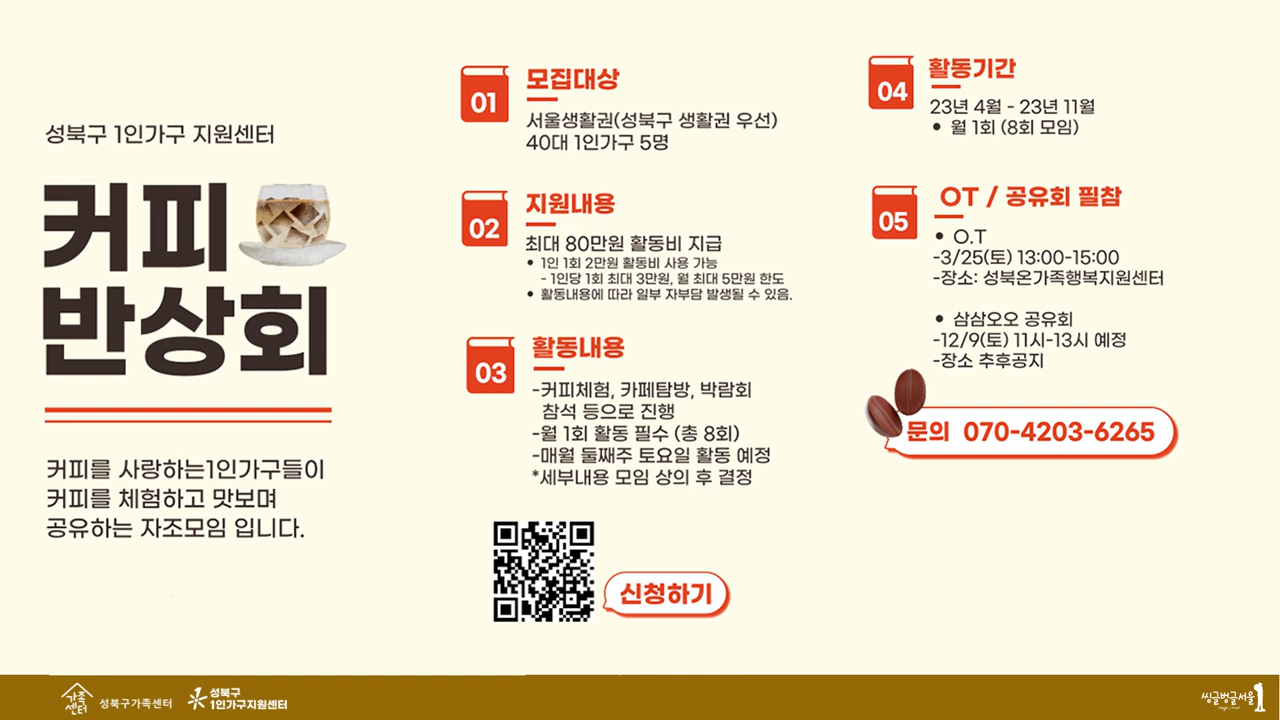 성북구 1인가구 지원센터
커피
반상회
커피를 사랑하는1인가구들이
커피를 체험하고 맛보며
공유하는 자조모임 입니다.
01 모집대상
서울생활권(성북구 생활권 우선)
40대 1인가구 5명
02 지원내용
최대 80만원 활동비 지급
• 1인 1회 2만원 활동비 사용 가능
- 1인당 1회 최대 3만원, 월 최대 5만원 한도
• 활동내용에 따라 일부 자부담 발생될 수 있음.
03 활동내용
-커피체험, 카페탐방, 박람회
참석 등으로 진행
-월 1회 활동 필수 (총 8회)
-매월 둘째주 토요일 활동 예정
*세부내용 모임 상의 후 결정
신청하기
04 활동기간
23년 4월 - 23년 11월
• 월 1회 (8회 모임)
05 OT / 공유회 필참
• O.T
-3/25(토) 13:00-15:00
-장소: 성북온가족행복지원센터
• 삼삼오오 공유회
-12/9(토) 11시-13시 예정
-장소 추후공지
문의 070-4203-6265
가족센터 성북구가족센터
성북구
1인가구지원센터
씽글벙글서울